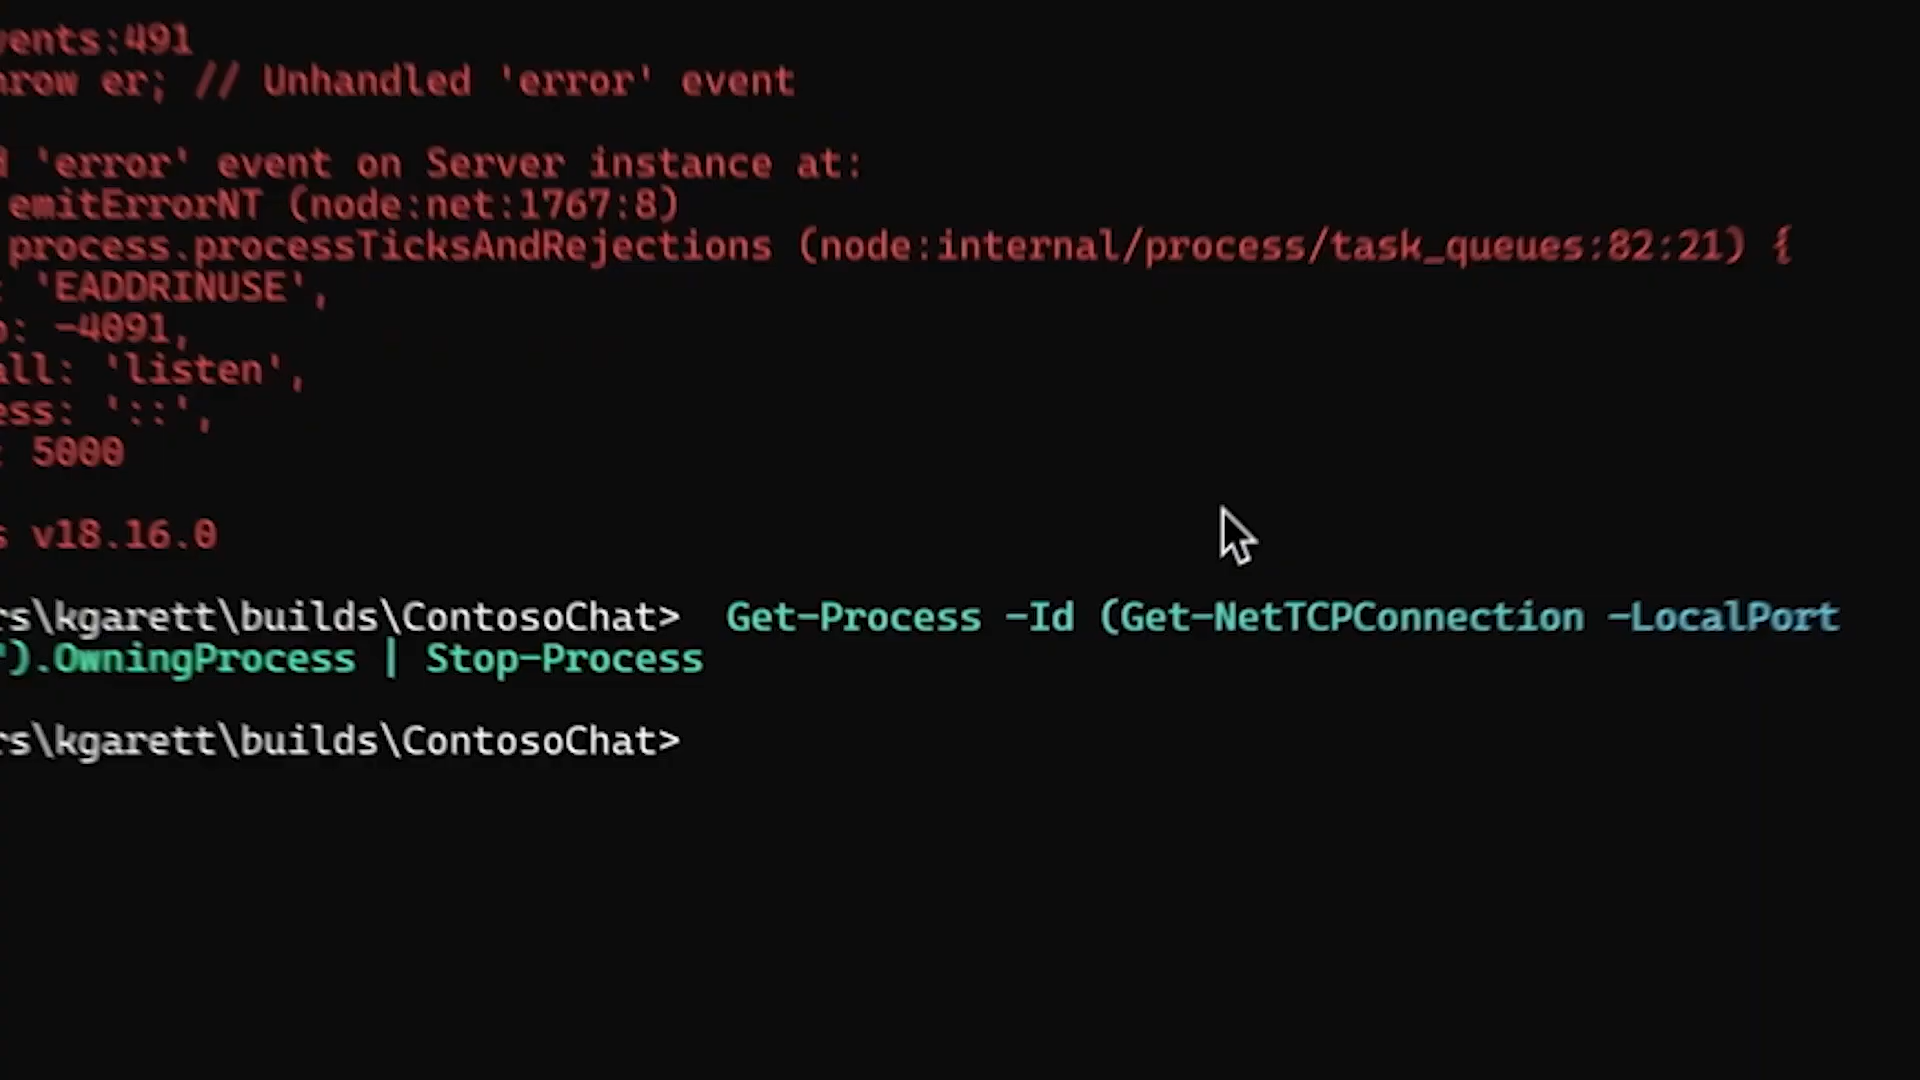 vents:491
hrow er; // Unhandled 'error' event
d 'error' event on Server instance at:
emitErrorNT (node:net:1767:8)
process.processTicksAndRejections (node:internal/process/task_queues:82:21) {
: 'EADDRINUSE',
o: -4091,
all: 'listen',
ess: '::',
: 5000
s v18.16.0
rs\kgarett\builds\ContosoChat> Get-Process -Id (Get-NetTCPConnection -LocalPort
").OwningProcess | Stop-Process
rs\kgarett\builds\ContosoChat>